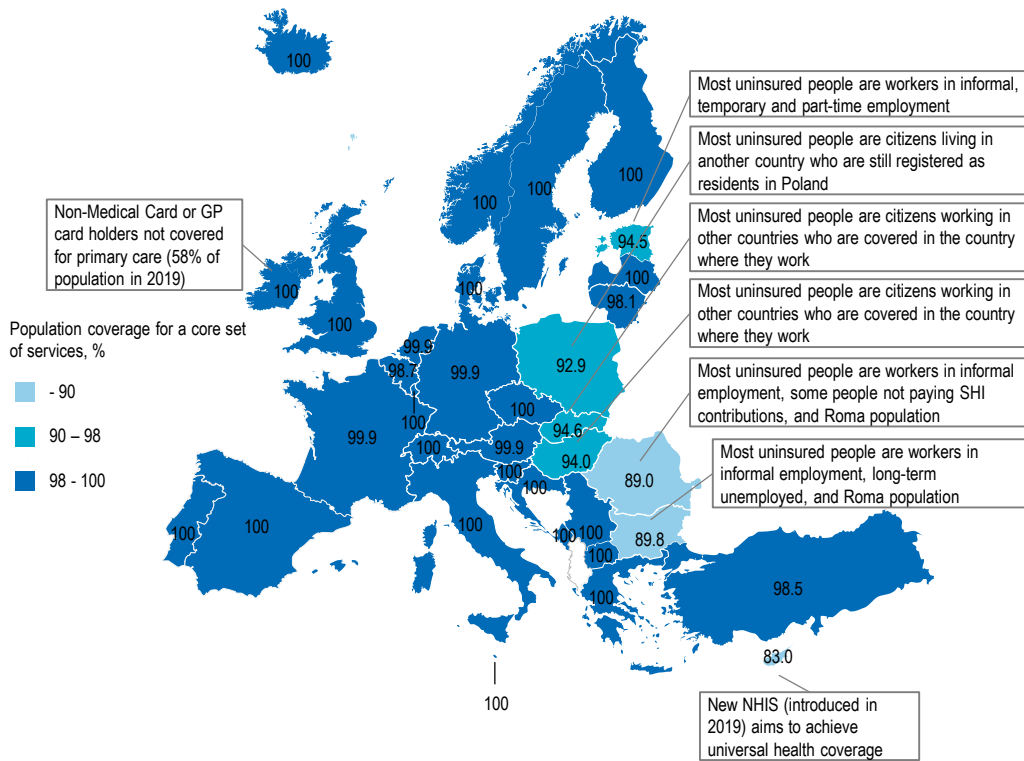 100
Most uninsured people are workers in informal,
temporary and part-time employment
Most uninsured people are citizens living in
another country who are still registered as
residents in Poland
100
100
100
Non-Medical Card or GP
card holders not covered
for primary care (58% of
population in 2019)
Most uninsured people are citizens working in
other countries who are covered in the country
where they work
94.5
100
100
100
98.1
100
Most uninsured people are citizens working in
other countries who are covered in the country
where they work
Population coverage for a core set
of services, %
- 90
90 – 98
98 - 100
99.9
98.7
99.9
92.9
Most uninsured people are workers in informal
employment, some people not paying SHI
contributions, and Roma population
100
100
99.9
100
99.9
94.6
94.0
100
100
89.0
Most uninsured people are workers in
informal employment, long-term
unemployed, and Roma population
100
100
100
100
100
89.8
100
100
98.5
83.0
100
New NHIS (introduced in
2019) aims to achieve
universal health coverage